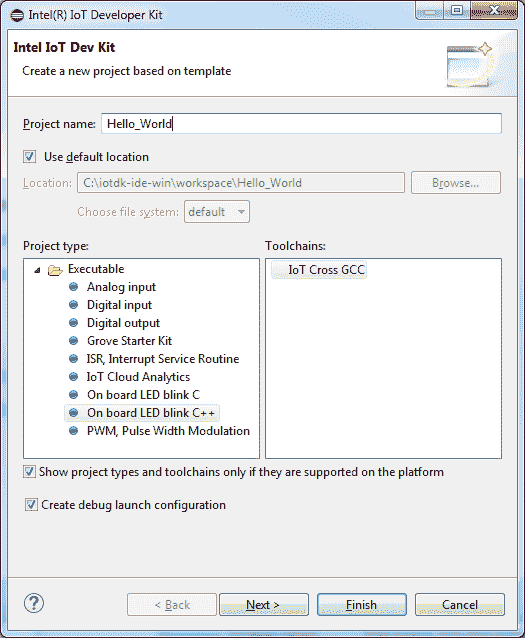 Intel(R) IoT Developer Kit
Intel IoT Dev Kit
Create a new project based on template
Project name: Hello_World
Use default location
Location: C:\iotdk-ide-win\workspace\Hello_World Browse...
Choose file system: default
Project type: Toolchains:
Executable IoT Cross GCC
Analog input
Digital input
Digital output
Grove Starter Kit
ISR, Interrupt Service Routine
IoT Cloud Analytics
On board LED blink C
On board LED blink C++
PWM, Pulse Width Modulation
Show project types and toolchains only if they are supported on the platform
Create debug launch configuration
? < Back Next > Finish Cancel